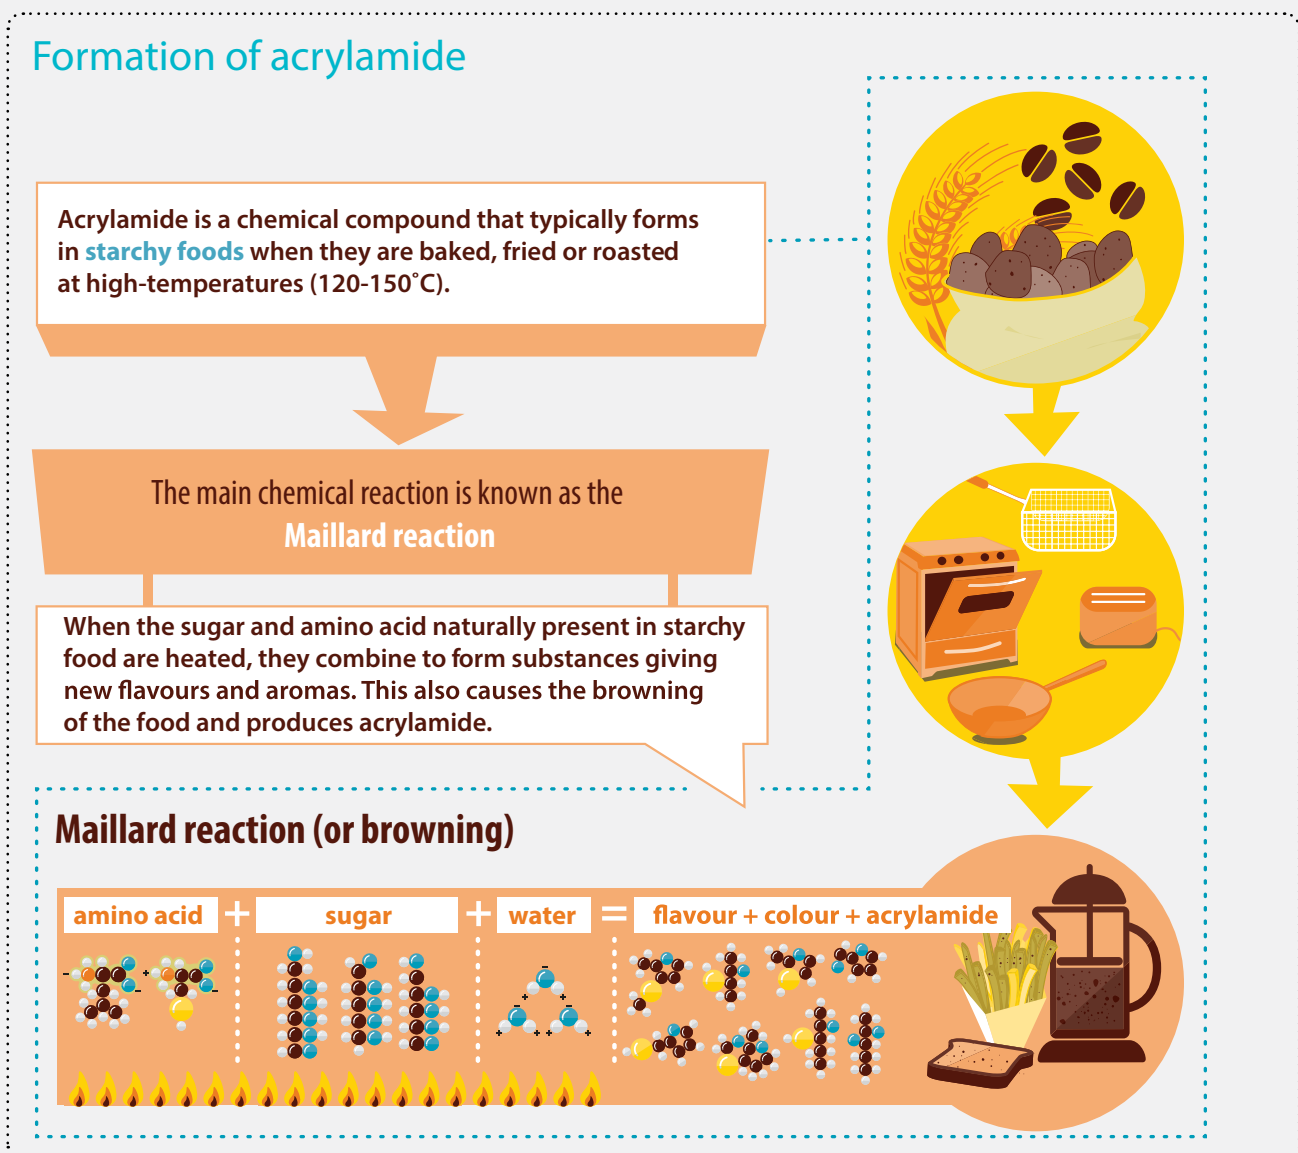 Formation of acrylamide
Acrylamide is a chemical compound that typically forms
in starchy foods when they are baked, fried or roasted
at high-temperatures (120-150˚C).
The main chemical reaction is known as the
Maillard reaction
When the sugar and amino acid naturally present in starchy
food are heated, they combine to form substances giving
new flavours and aromas. This also causes the browning
of the food and produces acrylamide.
Maillard reaction (or browning)
amino acid + sugar + water = flavour + colour + acrylamide